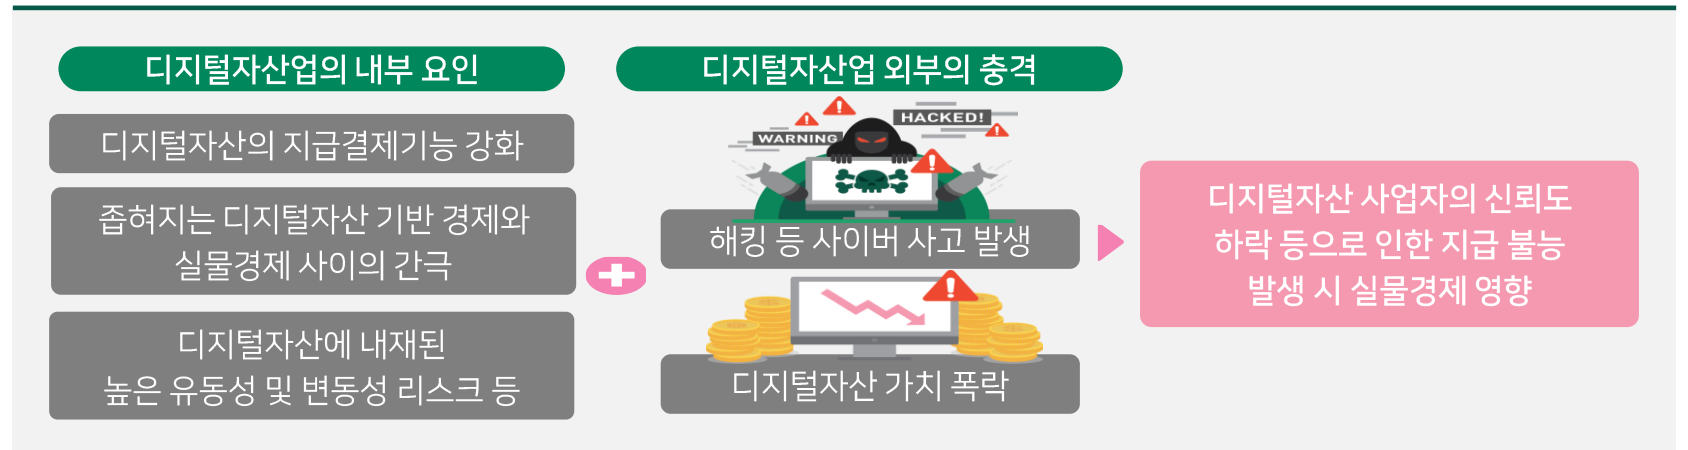 디지털자산업의 내부 요인
디지털자산의 지급결제기능 강화
좁혀지는 디지털자산 기반 경제와
실물경제 사이의 간극
디지털자산에 내재된
높은 유동성 및 변동성 리스크 등
디지털자산업 외부의 충격
WARNING
HACKED!
해킹 등 사이버 사고 발생
디지털자산 가치 폭락
디지털자산 사업자의 신뢰도
하락 등으로 인한 지급 불능
발생 시 실물경제 영향